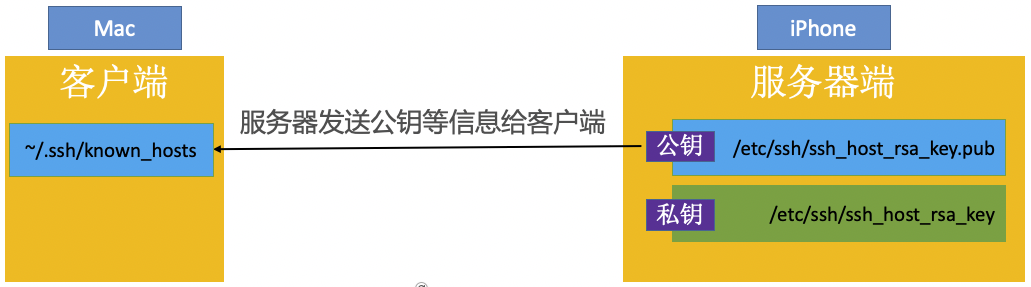 Mac
iPhone
客户端
服务器端
服务器发送公钥等信息给客户端
~/.ssh/known_hosts
公钥
/etc/ssh/ssh_host_rsa_key.pub
私钥
/etc/ssh/ssh_host_rsa_key